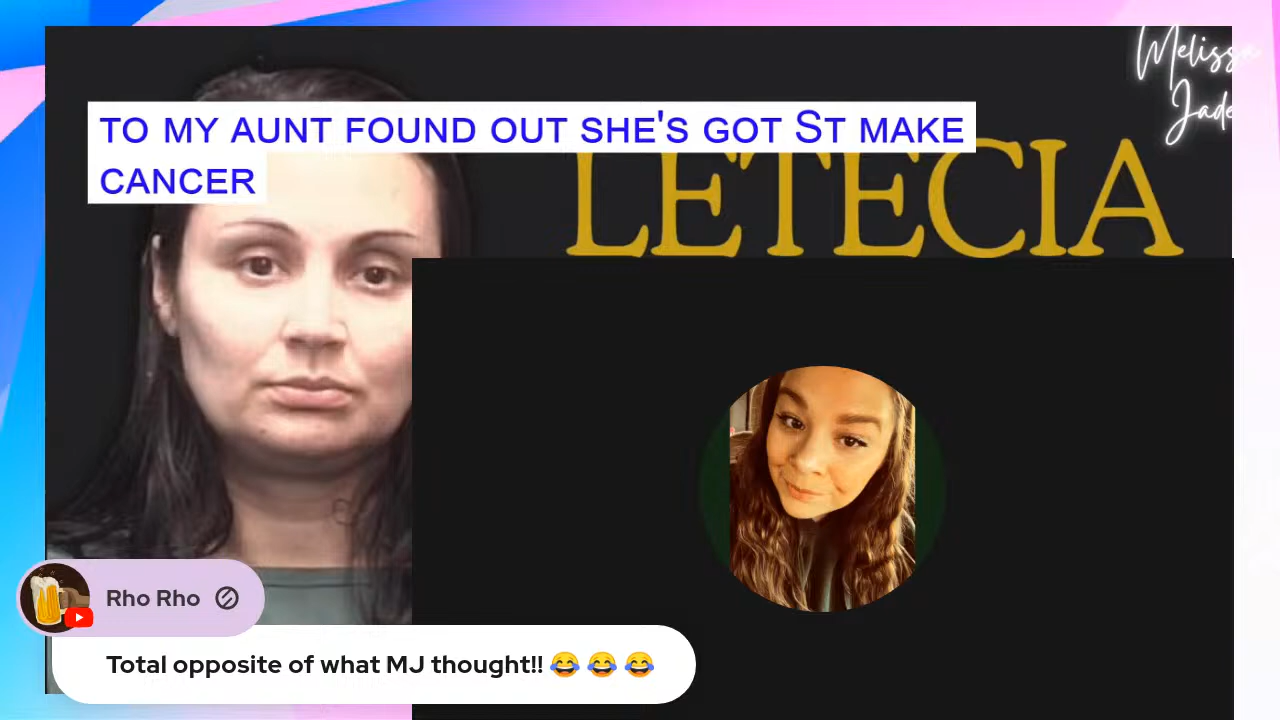 Melissa
Jade
TO MY AUNT FOUND OUT SHE'S GOT ST MAKE
CANCER
LETECIA
Rho Rho
Total opposite of what MJ thought!! 😂 😂 😂